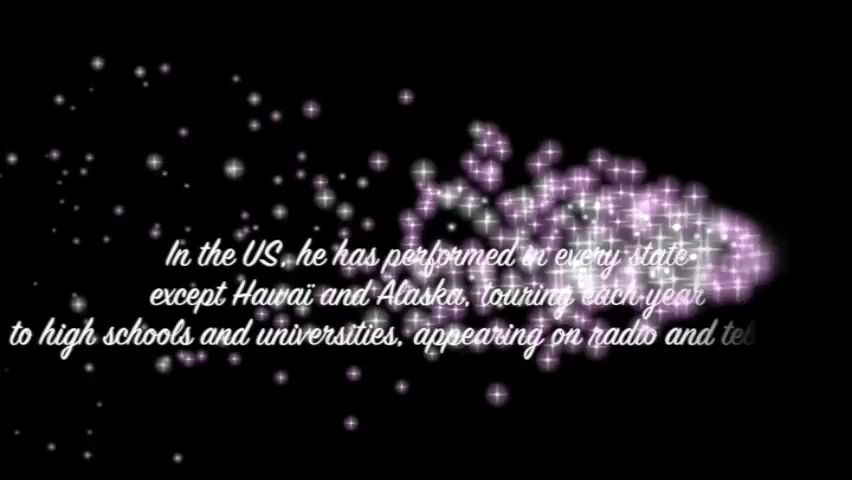 In the US, he has performed in every state
except Hawaï and Alaska, touring each year
to high schools and universities, appearing on radio and tel